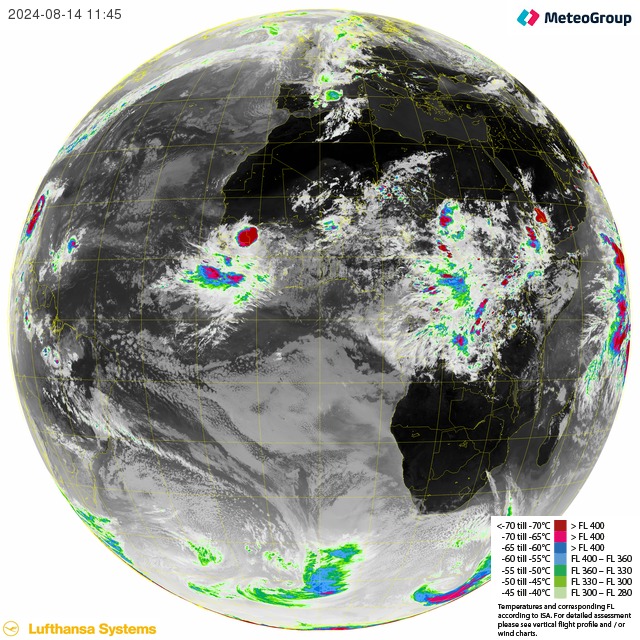 2024-08-14 11:45
MeteoGroup
<-70 till -70°C > FL 400
-70 till -65°C > FL 400
-65 till -60°C > FL 400
-60 till -55°C FL 400 - FL 360
-55 till -50°C FL 360 - FL 330
-50 till -45°C FL 330 - FL 300
-45 till -40°C FL 300 - FL 280
Temperatures and corresponding FL
according to ISA. For detailed assessment
please see vertical flight profile and / or
wind charts.
Lufthansa Systems